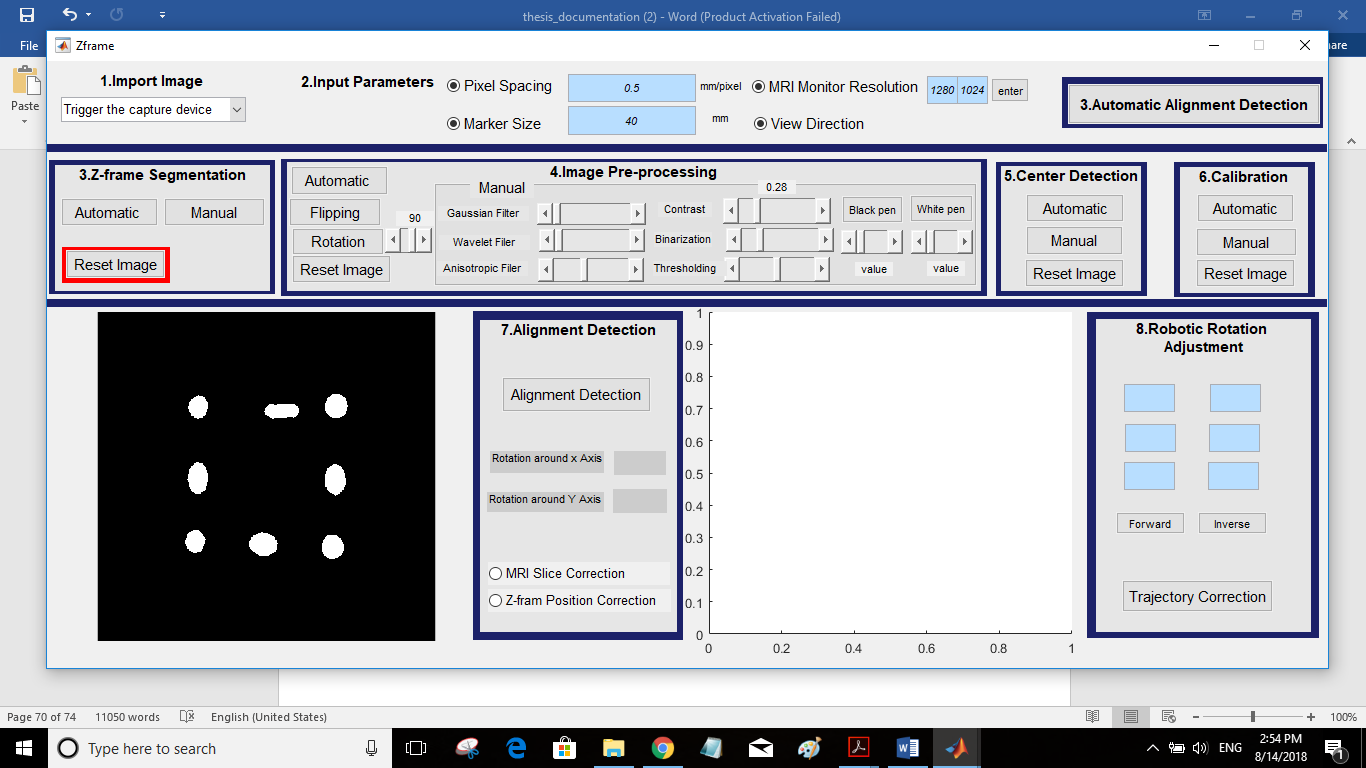 thesis_documentation (2) - Word (Product Activation Failed)
File
are
Paste
Zframe
1.Import Image
Trigger the capture device
2.Input Parameters
Pixel Spacing
0.5
mm/pixel
MRI Monitor Resolution
1280
1024
enter
Marker Size
40
mm
View Direction
3.Automatic Alignment Detection
3.Z-frame Segmentation
Automatic
Manual
Reset Image
4.Image Pre-processing
Automatic
Flipping
Rotation
90
Reset Image
Manual
Gaussian Filter
Wavelet Filer
Anisotropic Filer
0.28
Contrast
Binarization
Thresholding
Black pen
White pen
value
value
5.Center Detection
Automatic
Manual
Reset Image
6.Calibration
Automatic
Manual
Reset Image
7.Alignment Detection
Alignment Detection
Rotation around x Axis
Rotation around Y Axis
MRI Slice Correction
Z-fram Position Correction
1
0.9
0.8
0.7
0.6
0.5
0.4
0.3
0.2
0.1
0
0 0.2 0.4 0.6 0.8 1
8.Robotic Rotation
Adjustment
Forward
Inverse
Trajectory Correction
Page 70 of 74
11050 words
English (United States)
100%
Type here to search
ENG
2:54 PM
8/14/2018
1